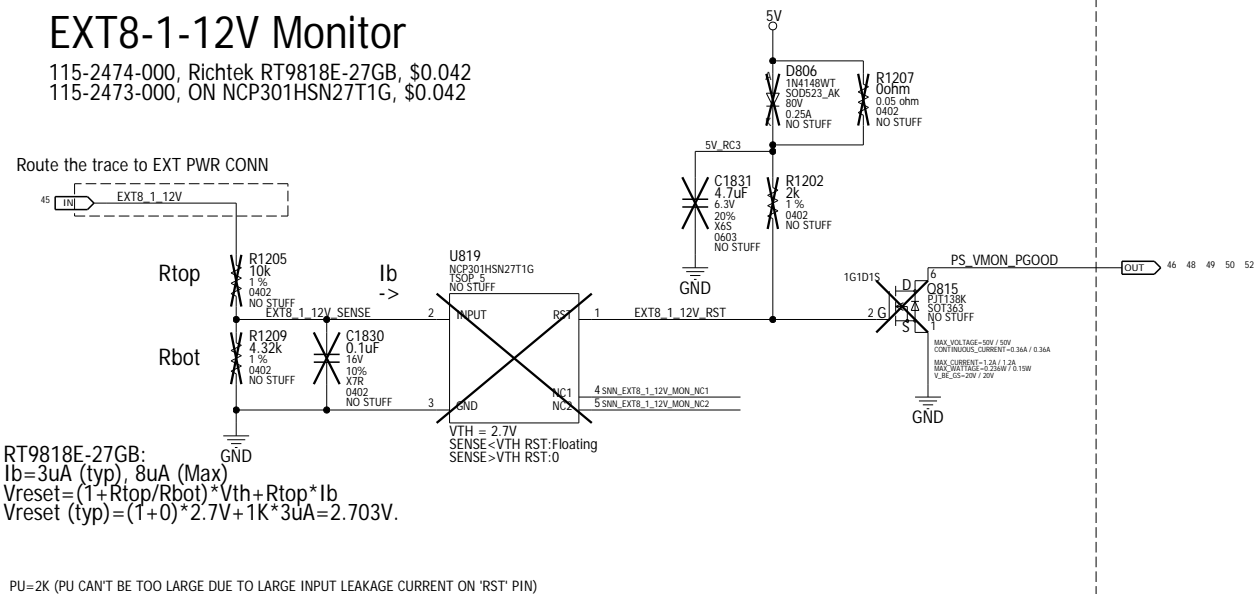 EXT8-1-12V Monitor
115-2474-000, Richtek RT9818E-27GB, $0.042
115-2473-000, ON NCP301HSN27T1G, $0.042
Route the trace to EXT PWR CONN
45 IN EXT8_1_12V
Rtop
R1205
10k
1 %
0402
NO STUFF
Ib
->
EXT8_1_12V_SENSE
Rbot
R1209
4.32k
1 %
0402
NO STUFF
C1830
0.1uF
16V
10%
X7R
0402
NO STUFF
GND
U819
NCP301HSN27T1G
TSOP_5
NO STUFF
2 INPUT
RST 1
3 GND
NC1 4 SNN_EXT8_1_12V_MON_NC1
NC2 5 SNN_EXT8_1_12V_MON_NC2
VTH = 2.7V
SENSE<VTH RST:Floating
SENSE>VTH RST:0
EXT8_1_12V_RST
5V
A
D806
1N4148WT
SOD523_AK
80V
0.25A
NO STUFF
K
R1207
0ohm
0.05 ohm
0402
NO STUFF
5V_RC3
C1831
4.7uF
6.3V
20%
X6S
0603
NO STUFF
GND
R1202
2k
1 %
0402
NO STUFF
PS_VMON_PGOOD
OUT 46 48 49 50 52
1G1D1S
6
D
2 G
S
1
Q815
PJT138K
SOT363
NO STUFF
MAX_VOLTAGE=50V / 50V
CONTINUOUS_CURRENT=0.36A / 0.36A
MAX_CURRENT=1.2A / 1.2A
MAX_WATTAGE=0.236W / 0.15W
V_BE_GS=20V / 20V
GND
RT9818E-27GB:
Ib=3uA (typ), 8uA (Max)
Vreset=(1+Rtop/Rbot)*Vth+Rtop*Ib
Vreset (typ)=(1+0)*2.7V+1K*3uA=2.703V.
PU=2K (PU CAN'T BE TOO LARGE DUE TO LARGE INPUT LEAKAGE CURRENT ON 'RST' PIN)